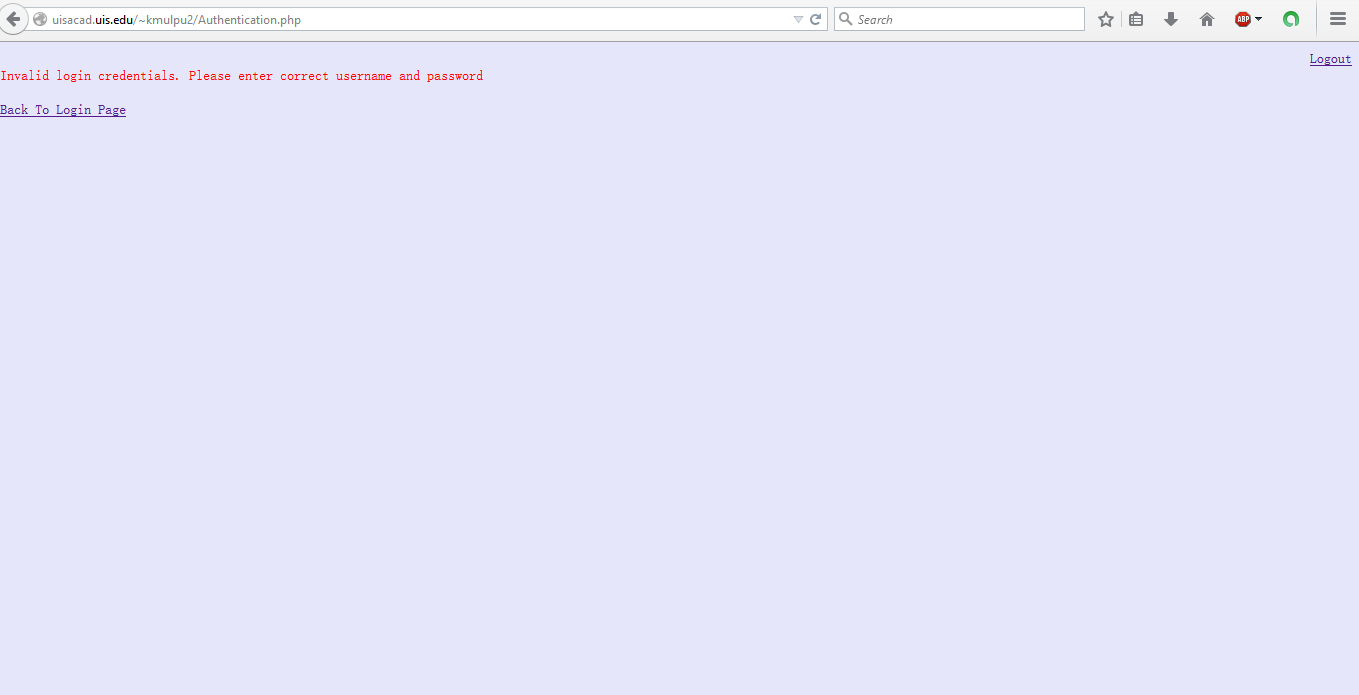 uisacad.uis.edu/~kmulpu2/Authentication.php
Search
ABP
Logout
Invalid login credentials. Please enter correct username and password
Back To Login Page